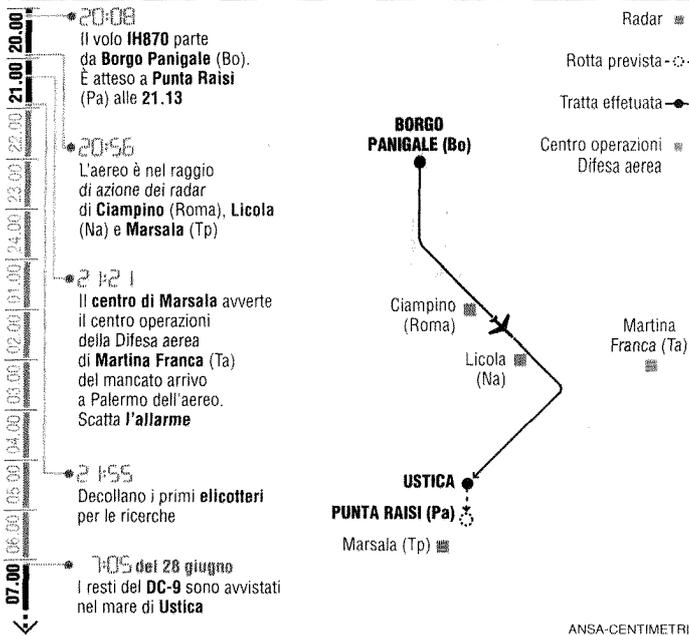 20.00
21.00
22.00
23.00
24.00
01.00
02.00
03.00
04.00
05.00
06.00
07.00
20:08
Il volo IH870 parte
da Borgo Panigale (Bo).
È atteso a Punta Raisi
(Pa) alle 21.13
20:56
L'aereo è nel raggio
di azione dei radar
di Ciampino (Roma), Licola
(Na) e Marsala (Tp)
21:21
Il centro di Marsala avverte
il centro operazioni
della Difesa aerea
di Martina Franca (Ta)
del mancato arrivo
a Palermo dell'aereo.
Scatta l'allarme
21:55
Decollano i primi elicotteri
per le ricerche
7:05 del 28 giugno
I resti del DC-9 sono avvistati
nel mare di Ustica
Radar
Rotta prevista
Tratta effetuata
Centro operazioni
Difesa aerea
BORGO
PANIGALE (Bo)
Ciampino
(Roma)
Licola
(Na)
Martina
Franca (Ta)
USTICA
PUNTA RAISI (Pa)
Marsala (Tp)
ANSA-CENTIMETRI